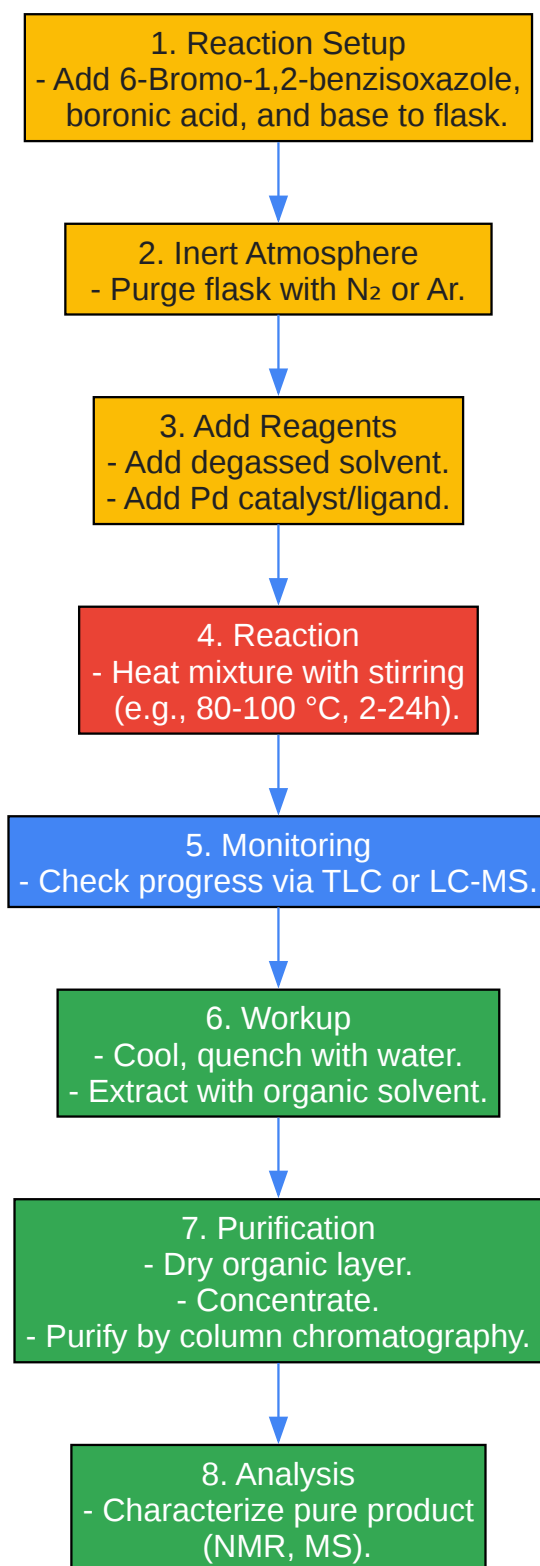 1. Reaction Setup
- Add 6-Bromo-1,2-benzisoxazole,
boronic acid, and base to flask.
2. Inert Atmosphere
- Purge flask with N₂ or Ar.
3. Add Reagents
- Add degassed solvent.
- Add Pd catalyst/ligand.
4. Reaction
- Heat mixture with stirring
(e.g., 80-100 °C, 2-24h).
5. Monitoring
- Check progress via TLC or LC-MS.
6. Workup
- Cool, quench with water.
- Extract with organic solvent.
7. Purification
- Dry organic layer.
- Concentrate.
- Purify by column chromatography.
8. Analysis
- Characterize pure product
(NMR, MS).